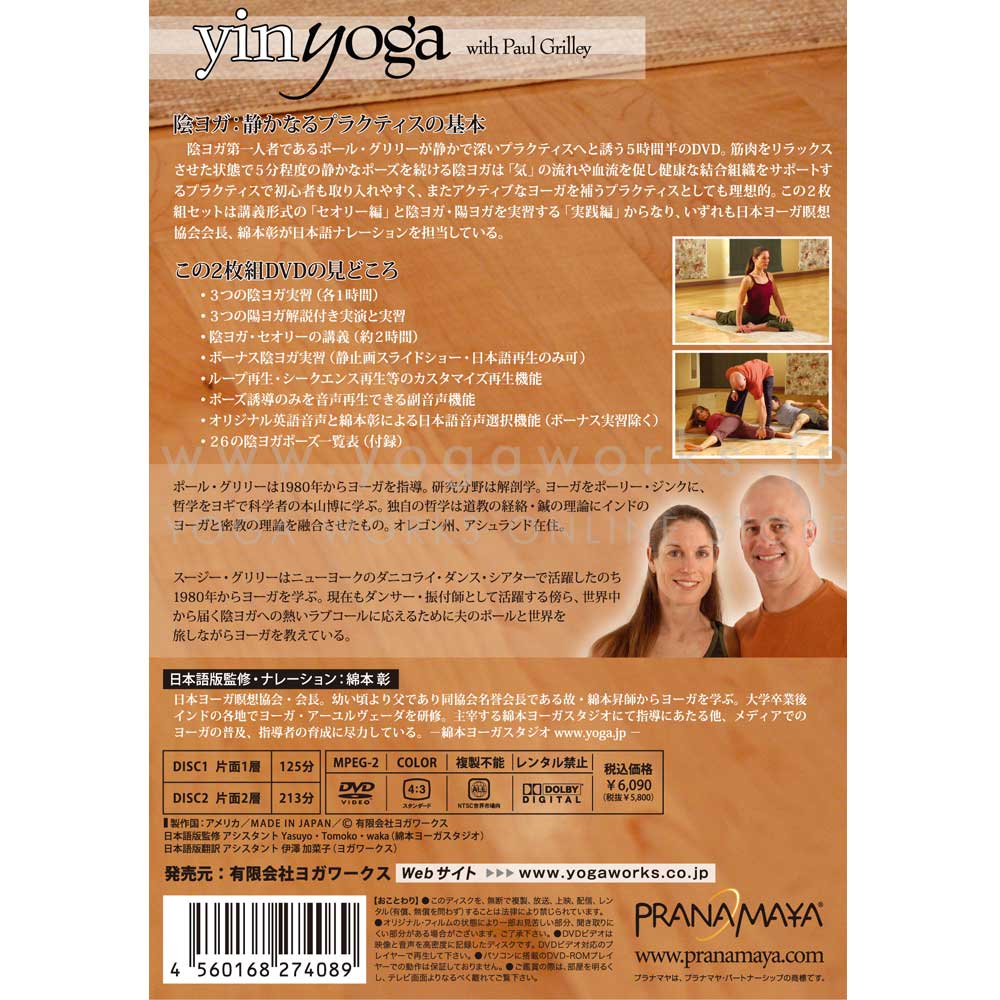 yinyoga with Paul Grilley
陰ヨガ：静かなるプラクティスの基本
陰ヨガ第一人者であるポール・グリリーが静かで深いプラクティスへと誘う５時間半のDVD。筋肉をリラックス
させた状態で５分程度の静かなポーズを続ける陰ヨガは「気」の流れや血流を促し健康な結合組織をサポートす
るプラクティスで初心者も取り入れやすく、またアクティブなヨーガを補うプラクティスとしても理想的。この２枚
組セットは講義形式の「セオリー編」と陰ヨガ・陽ヨガを実習する「実践編」からなり、いずれも日本ヨーガ瞑想
協会会長、綿本彰が日本語ナレーションを担当している。
この2枚組DVDの見どころ
・３つの陰ヨガ実習（各１時間）
・３つの陽ヨガ解説付き実演と実習
・陰ヨガ・セオリーの講義（約２時間）
・ボーナス陰ヨガ実習（静止画スライドショー・日本語再生のみ可）
・ループ再生・シークエンス再生等のカスタマイズ再生機能
・ポーズ誘導のみを音声再生できる副音声機能
・オリジナル英語音声と綿本彰による日本語音声選択機能（ボーナス実習除く）
・２６の陰ヨガポーズ一覧表（付録）
www.yogaworks.jp
YOGA WORKS ONLINE STORE
ポール・グリリーは1980年からヨーガを指導。研究分野は解剖学。ヨーガをポーリー・ジンクに、
哲学をヨギで科学者の本山博に学ぶ。独自の哲学は道教の経絡・鍼の理論にインドの
ヨーガと密教の理論を融合させたもの。オレゴン州、アシュランド在住。
スージー・グリリーはニューヨークのダニコライ・ダンス・シアターで活躍したのち
1980年からヨーガを学ぶ。現在もダンサー・振付師として活躍する傍ら、世界中
から届く陰ヨガへの熱いラブコールに応えるために夫のポールと世界を
旅しながらヨーガを教えている。
日本語版監修・ナレーション：綿本 彰
日本ヨーガ瞑想協会・会長。幼い頃より父であり同協会名誉会長である故・綿本昇師からヨーガを学ぶ。大学卒業後
インドの各地でヨーガ・アーユルヴェーダを研修。主宰する綿本ヨーガスタジオにて指導にあたる他、メディアでの
ヨーガの普及、指導者の育成に尽力している。－綿本ヨーガスタジオ www.yoga.jp －
DISC1 片面1層 125分
DISC2 片面2層 213分
MPEG-2 COLOR 複製不能 レンタル禁止
DVD VIDEO 4:3 スタンダード ALL NTSC世界市場向 DOLBY DIGITAL
税込価格
￥6,090
（税抜￥5,800）
製作国：アメリカ／MADE IN JAPAN／© 有限会社ヨガワークス
日本語版監修 アシスタント Yasuyo・Tomoko・waka（綿本ヨーガスタジオ）
日本語版翻訳 アシスタント 伊澤 加菜子（ヨガワークス）
発売元：有限会社ヨガワークス Webサイト ▷▶▶ www.yogaworks.co.jp
4 560168 274089
【おことわり】●このディスクを、無断で複製、放送、上映、配信、レン
タル(有償、無償を問わず)することは法律により禁じられています。
●オリジナル・フィルムの状態により一部お見苦しい部分、聞き取りに
くい部分がある場合がございます。ご了承下さい。●DVDビデオは
映像と音声を高密度に記録したディスクです。DVDビデオ対応のプ
レイヤーで再生して下さい。●パソコンに搭載のDVD-ROMプレイ
ヤーでの動作は保証しておりません。●ご鑑賞の際は、部屋を明るく
し、テレビ画面よりなるべく離れてご覧下さい。
PRANAMAYA®
www.pranamaya.com
プラナマヤは、プラナマヤ・パートナーシップの商標です。